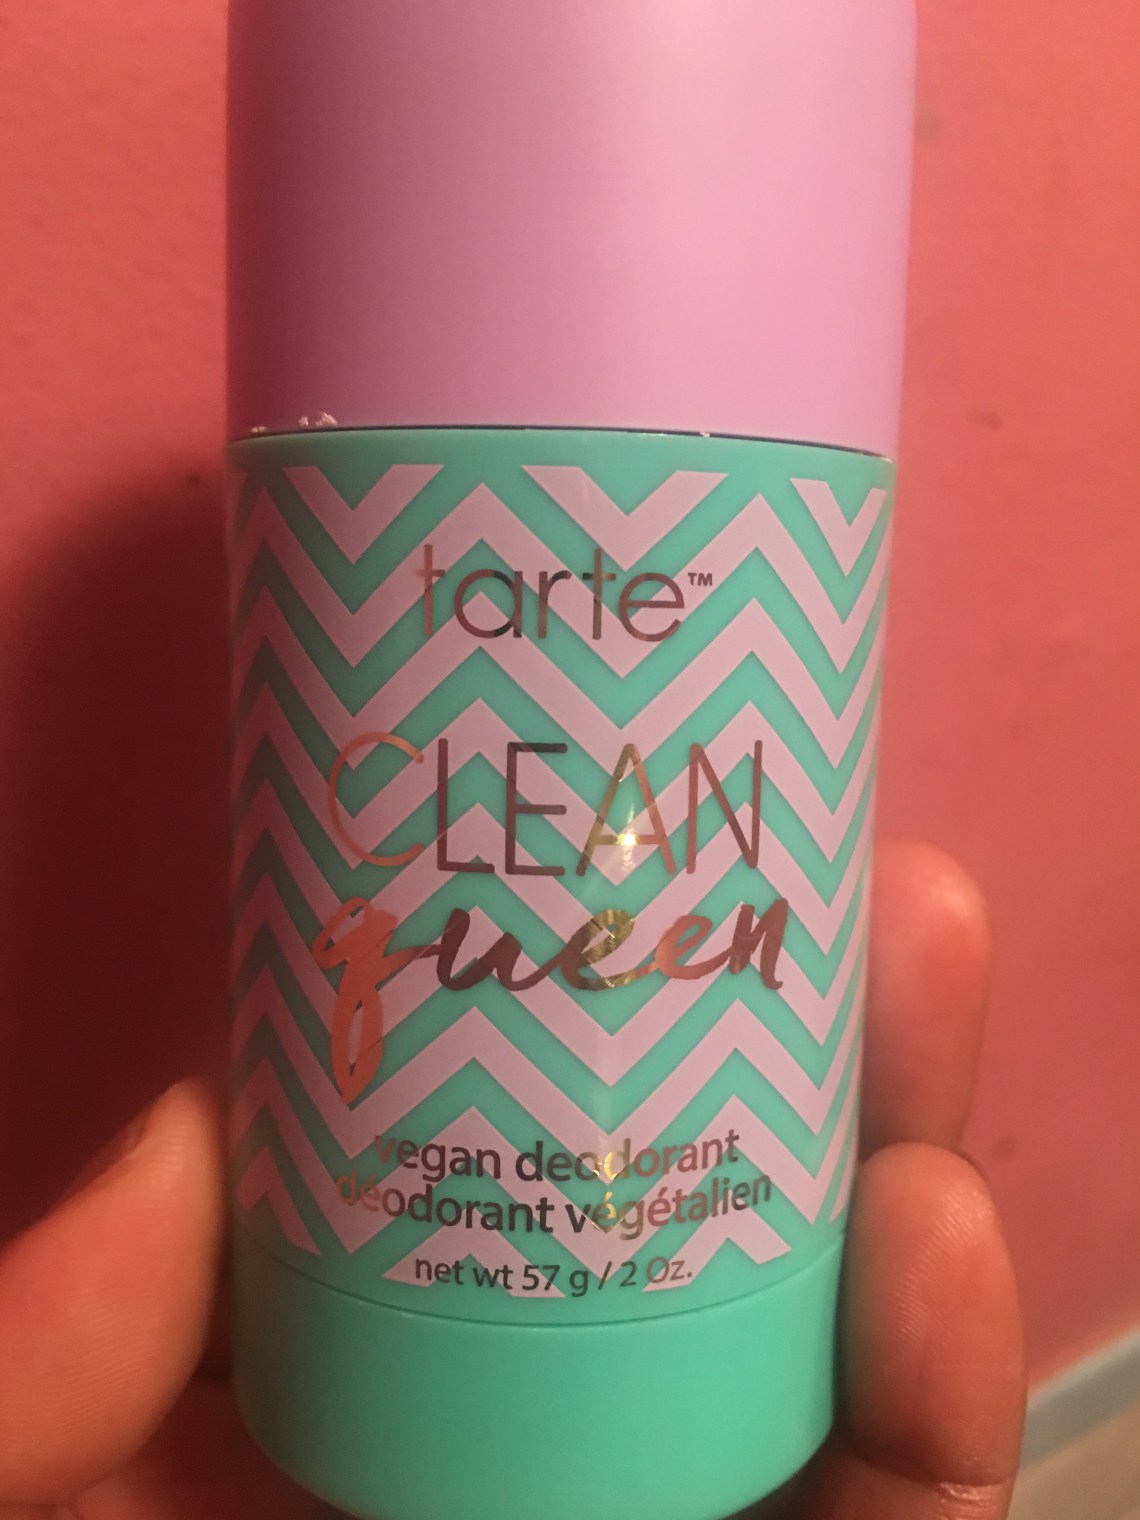 tarte™
CLEAN
queen
vegan deodorant
déodorant végétalien
net wt 57 g / 2 Oz.